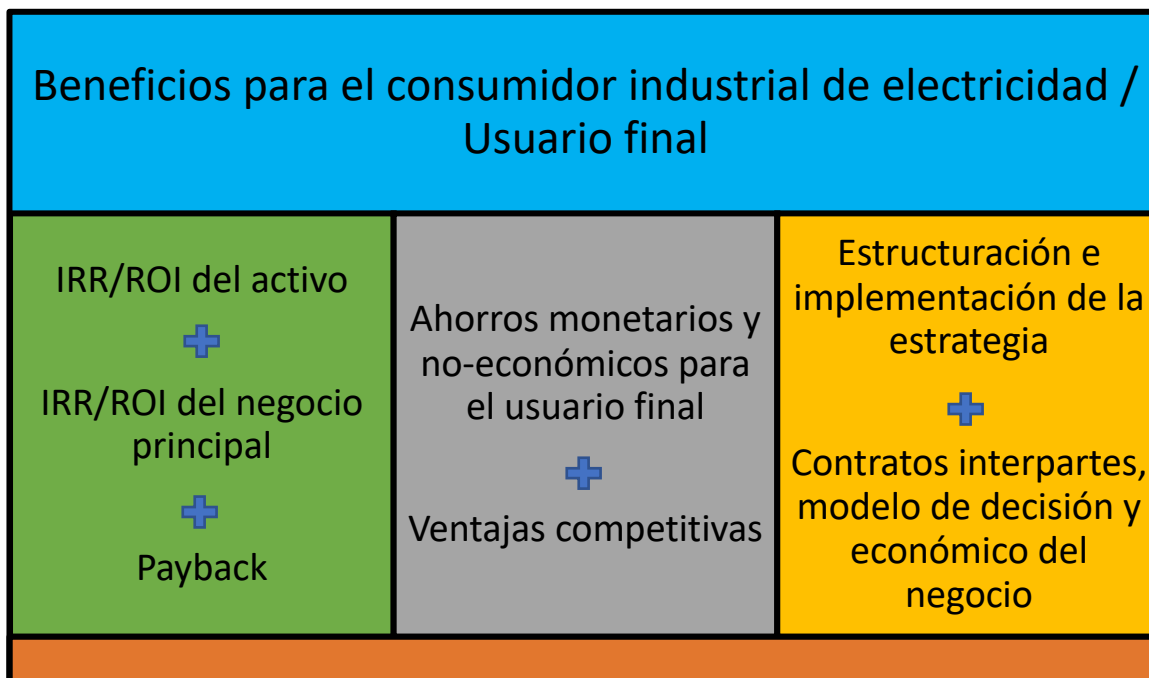 Beneficios para el consumidor industrial de electricidad /
Usuario final
IRR/ROI del activo
IRR/ROI del negocio
principal
Payback
Ahorros monetarios y
no-económicos para
el usuario final
Ventajas competitivas
Estructuración e
implementación de la
estrategia
Contratos interpartes,
modelo de decisión y
económico del
negocio